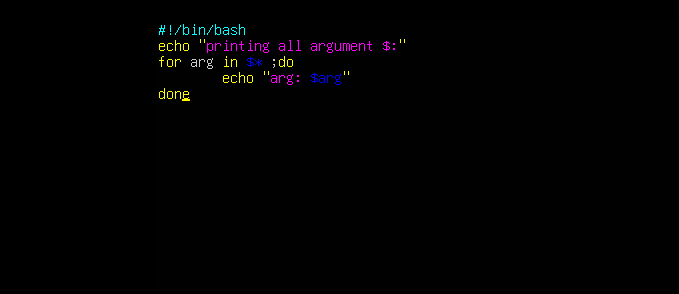 #!/bin/bash
echo "printing all argument $:"
for arg in $* ;do
        echo "arg: $arg"
done